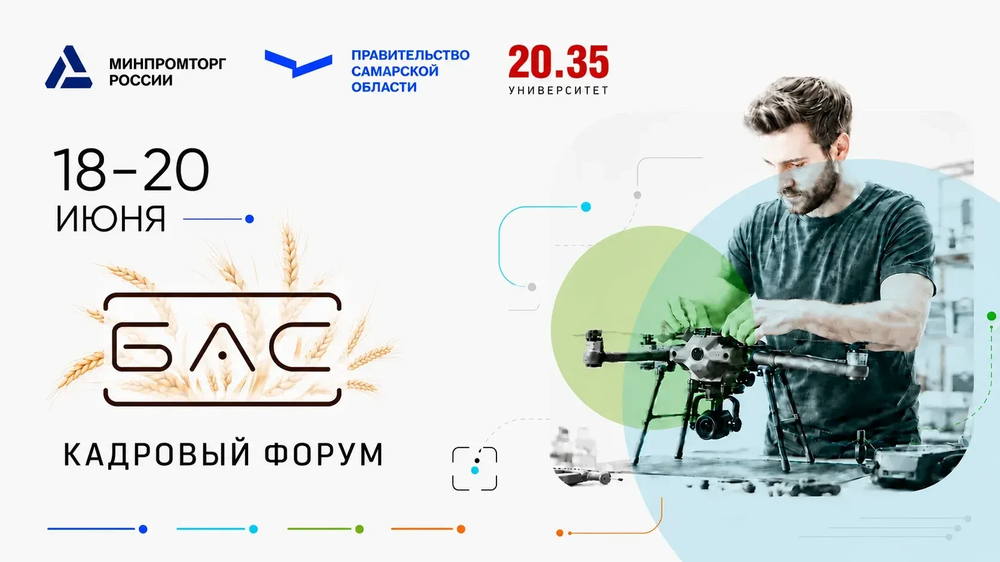 МИНПРОМТОРГ
РОССИИ
ПРАВИТЕЛЬСТВО
САМАРСКОЙ
ОБЛАСТИ
20.35
УНИВЕРСИТЕТ
18–20
ИЮНЯ
БАС
КАДРОВЫЙ ФОРУМ